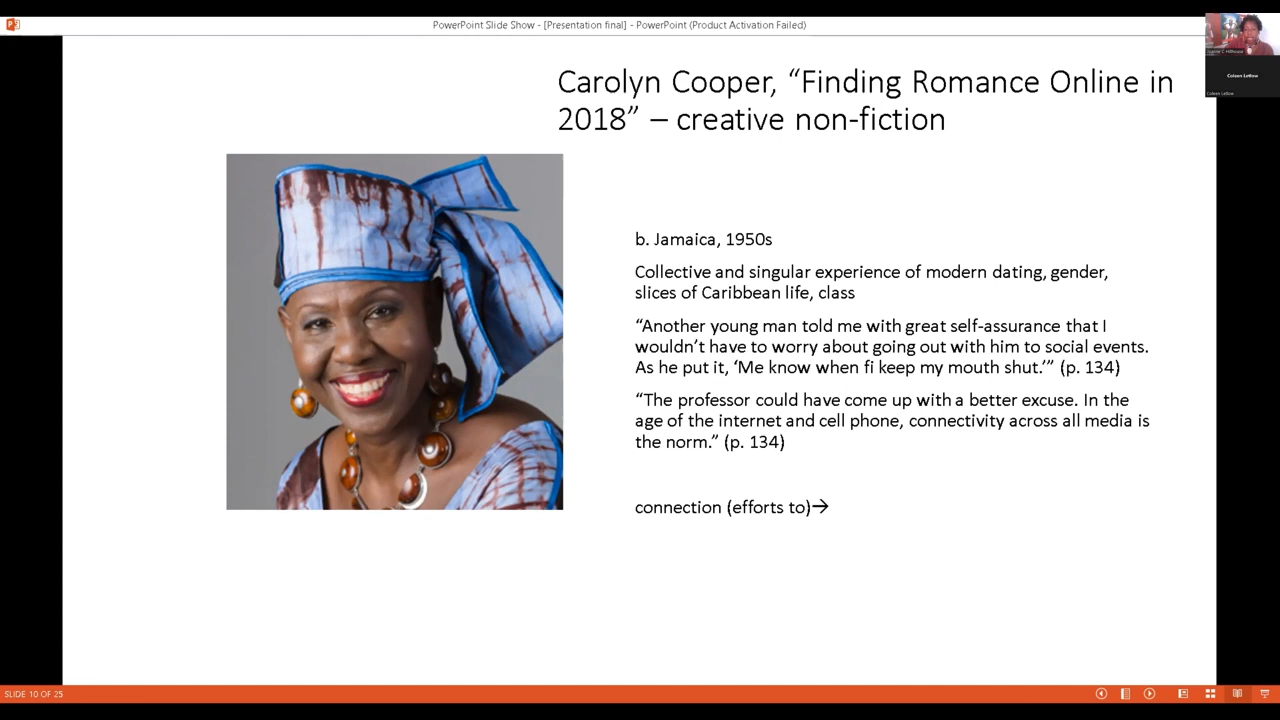 PowerPoint Slide Show - [Presentation final] - PowerPoint (Product Activation Failed)
Carolyn Cooper, “Finding Romance Online in
2018” – creative non-fiction
b. Jamaica, 1950s
Collective and singular experience of modern dating, gender,
slices of Caribbean life, class
“Another young man told me with great self-assurance that I
wouldn’t have to worry about going out with him to social events.
As he put it, ‘Me know when fi keep my mouth shut.’” (p. 134)
“The professor could have come up with a better excuse. In the
age of the internet and cell phone, connectivity across all media is
the norm.” (p. 134)
connection (efforts to)→
Joanne C. Hillhouse
Coleen Letlow
Coleen Letlow
SLIDE 10 OF 25